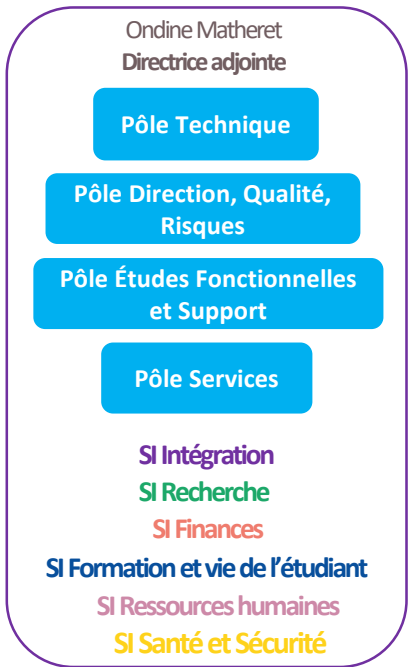 Ondine Matheret
Directrice adjointe
Pôle Technique
Pôle Direction, Qualité,
Risques
Pôle Études Fonctionnelles
et Support
Pôle Services
SI Intégration
SI Recherche
SI Finances
SI Formation et vie de l’étudiant
SI Ressources humaines
SI Santé et Sécurité